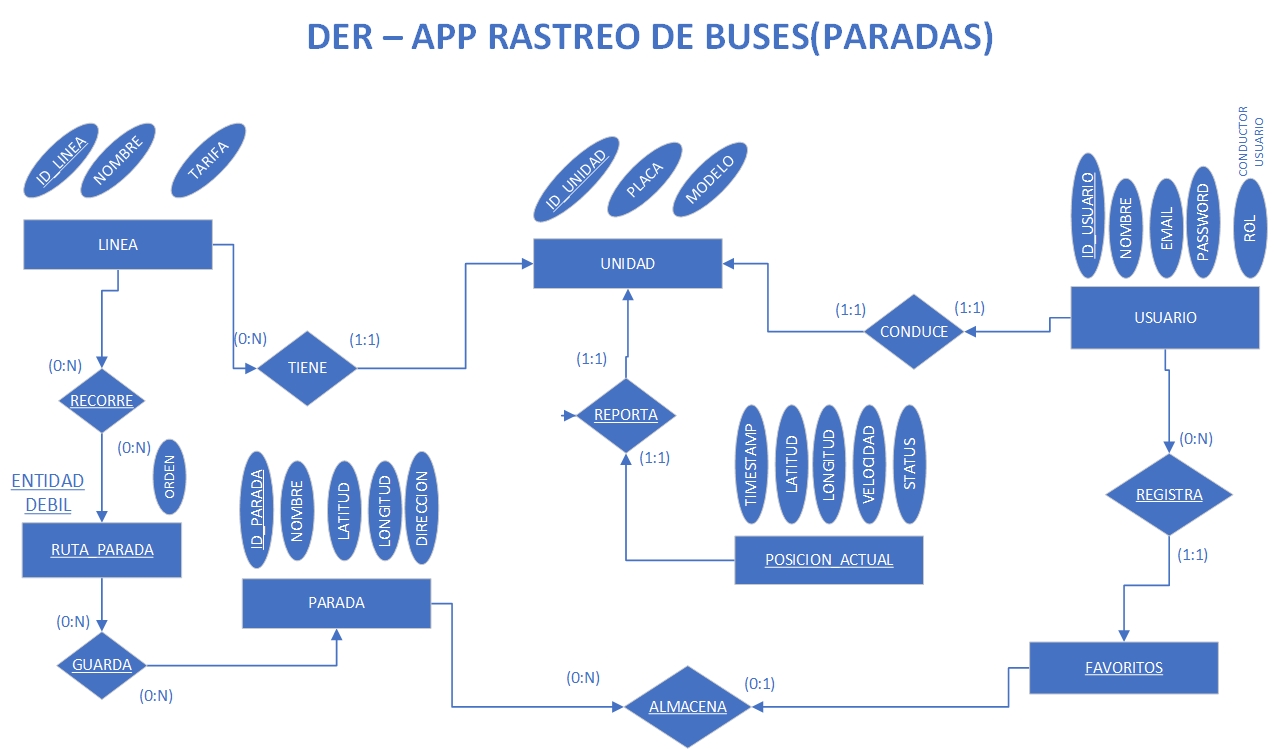 DER – APP RASTREO DE BUSES(PARADAS)
ID_LINEA
NOMBRE
TARIFA
LINEA
ID_UNIDAD
PLACA
MODELO
UNIDAD
CONDUCTOR
USUARIO
ID_USUARIO
NOMBRE
EMAIL
PASSWORD
ROL
USUARIO
(0:N)
TIENE
(1:1)
(1:1)
CONDUCE
(1:1)
(0:N)
RECORRE
(0:N)
(1:1)
REPORTA
(1:1)
ORDEN
ENTIDAD
DEBIL
RUTA_PARADA
ID_PARADA
NOMBRE
LATITUD
LONGITUD
DIRECCION
PARADA
TIMESTAMP
LATITUD
LONGITUD
VELOCIDAD
STATUS
POSICION_ACTUAL
(0:N)
REGISTRA
(1:1)
(0:N)
GUARDA
(0:N)
(0:N)
ALMACENA
(0:1)
FAVORITOS